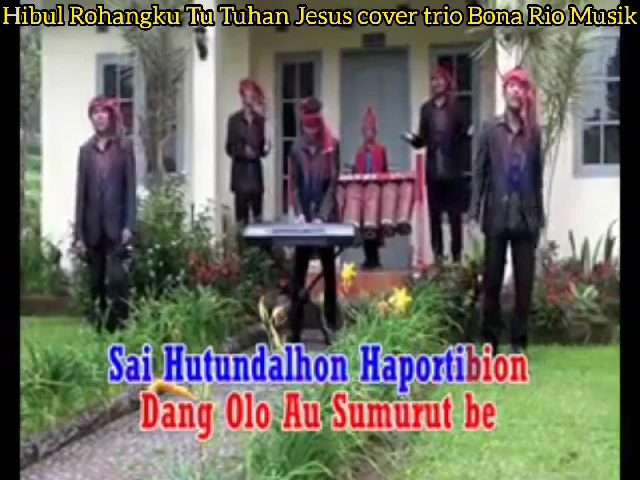 Hibul Rohangku Tu Tuhan Jesus cover trio Bona Rio Musik
Sai Hutundalhon Haportibion
Dang Olo Au Sumurut be